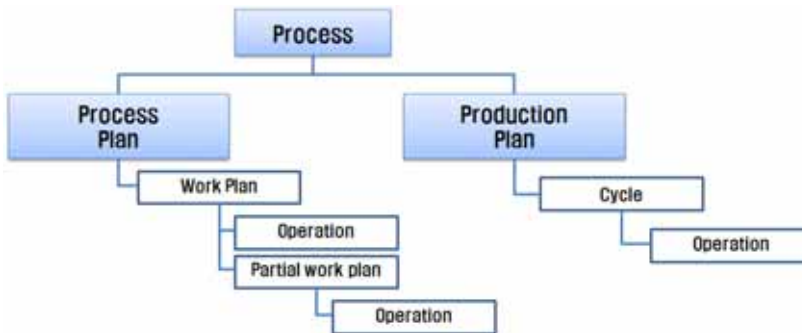 Process
Process
Plan
Production
Plan
Work Plan
Cycle
Operation
Operation
Partial work plan
Operation